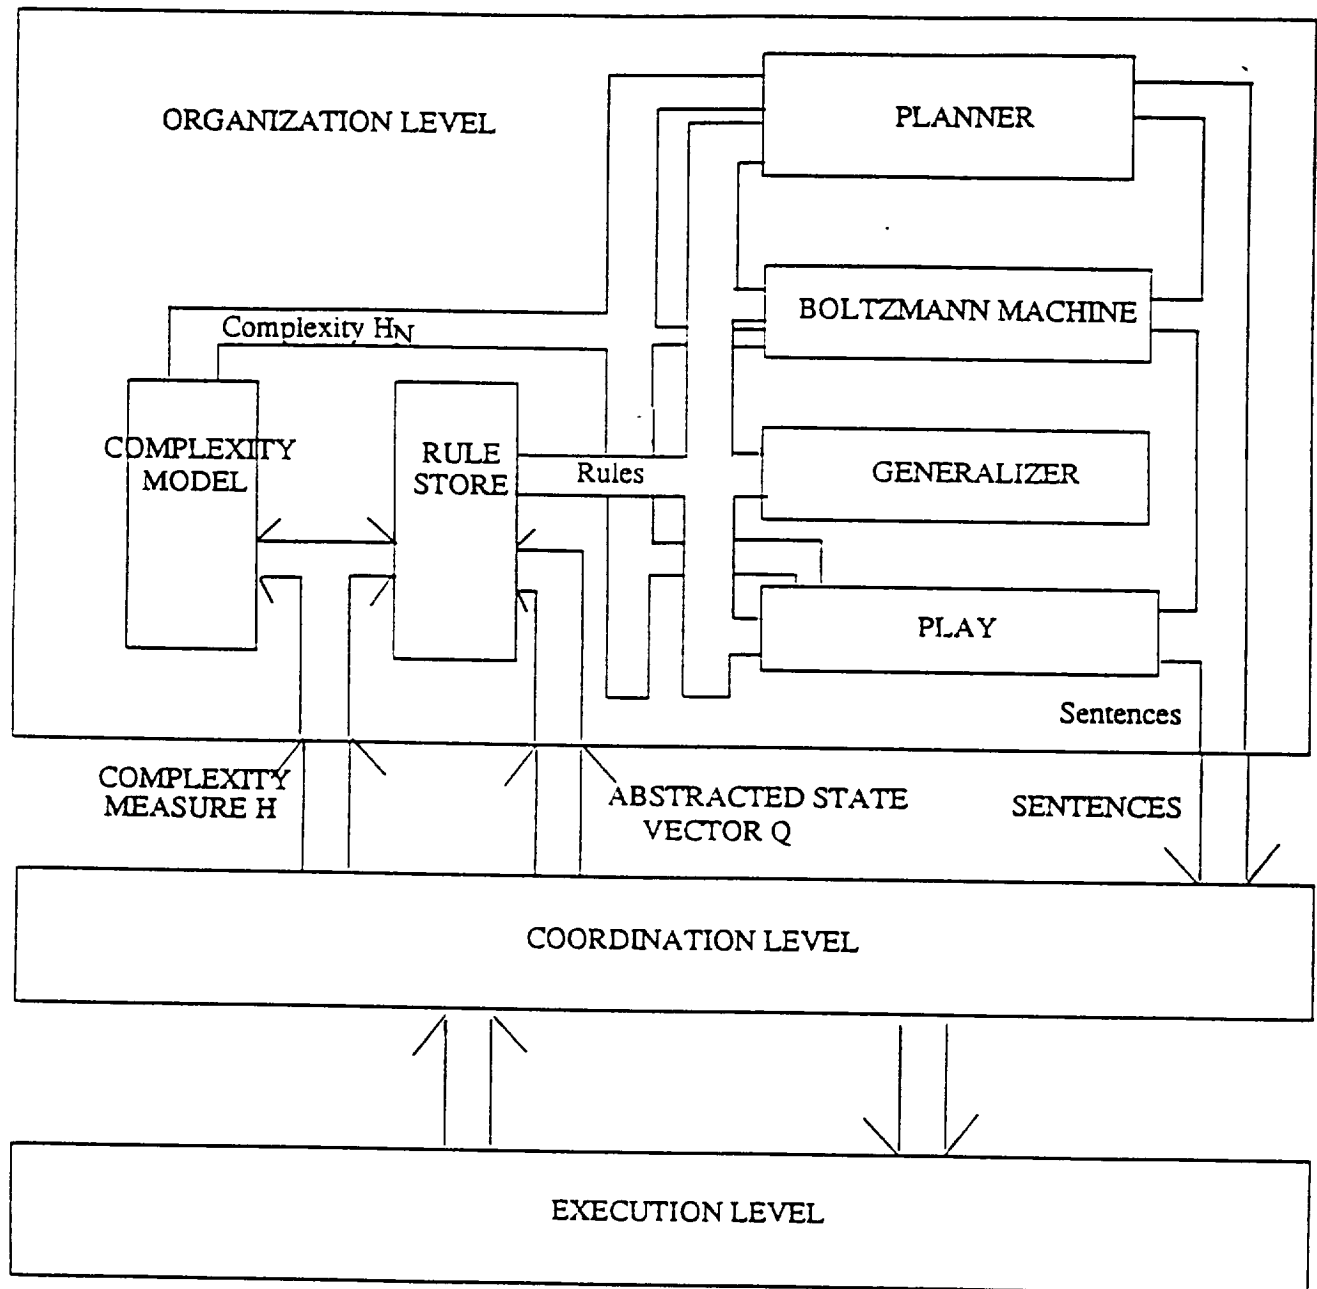 ORGANIZATION LEVEL
PLANNER
BOLTZMANN MACHINE
Complexity HN
COMPLEXITY
MODEL
RULE
STORE
Rules
GENERALIZER
PLAY
Sentences
COMPLEXITY
MEASURE H
ABSTRACTED STATE
VECTOR Q
SENTENCES
COORDINATION LEVEL
EXECUTION LEVEL